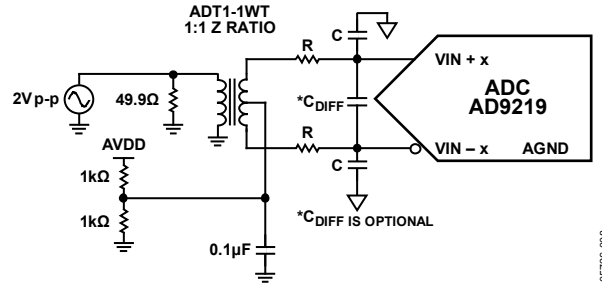 ADT1-1WT
1:1 Z RATIO
C
R
VIN + x
ADC
AD9219
2V p-p
49.9Ω
*CDIFF
AVDD
R
VIN – x AGND
1kΩ
C
1kΩ
*CDIFF IS OPTIONAL
0.1µF